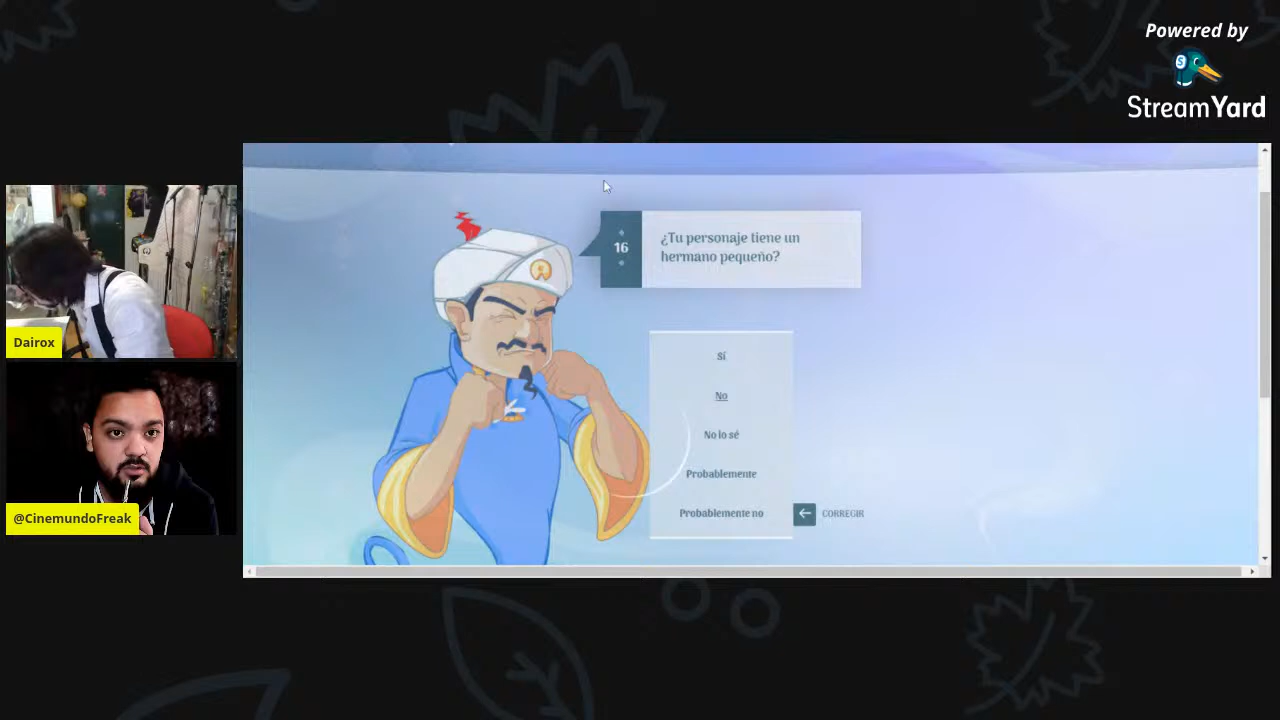 Powered by
StreamYard
16
¿Tu personaje tiene un
hermano pequeño?
Sí
No
No lo sé
Probablemente
Probablemente no
CORREGIR
Dairox
@CinemundoFreak